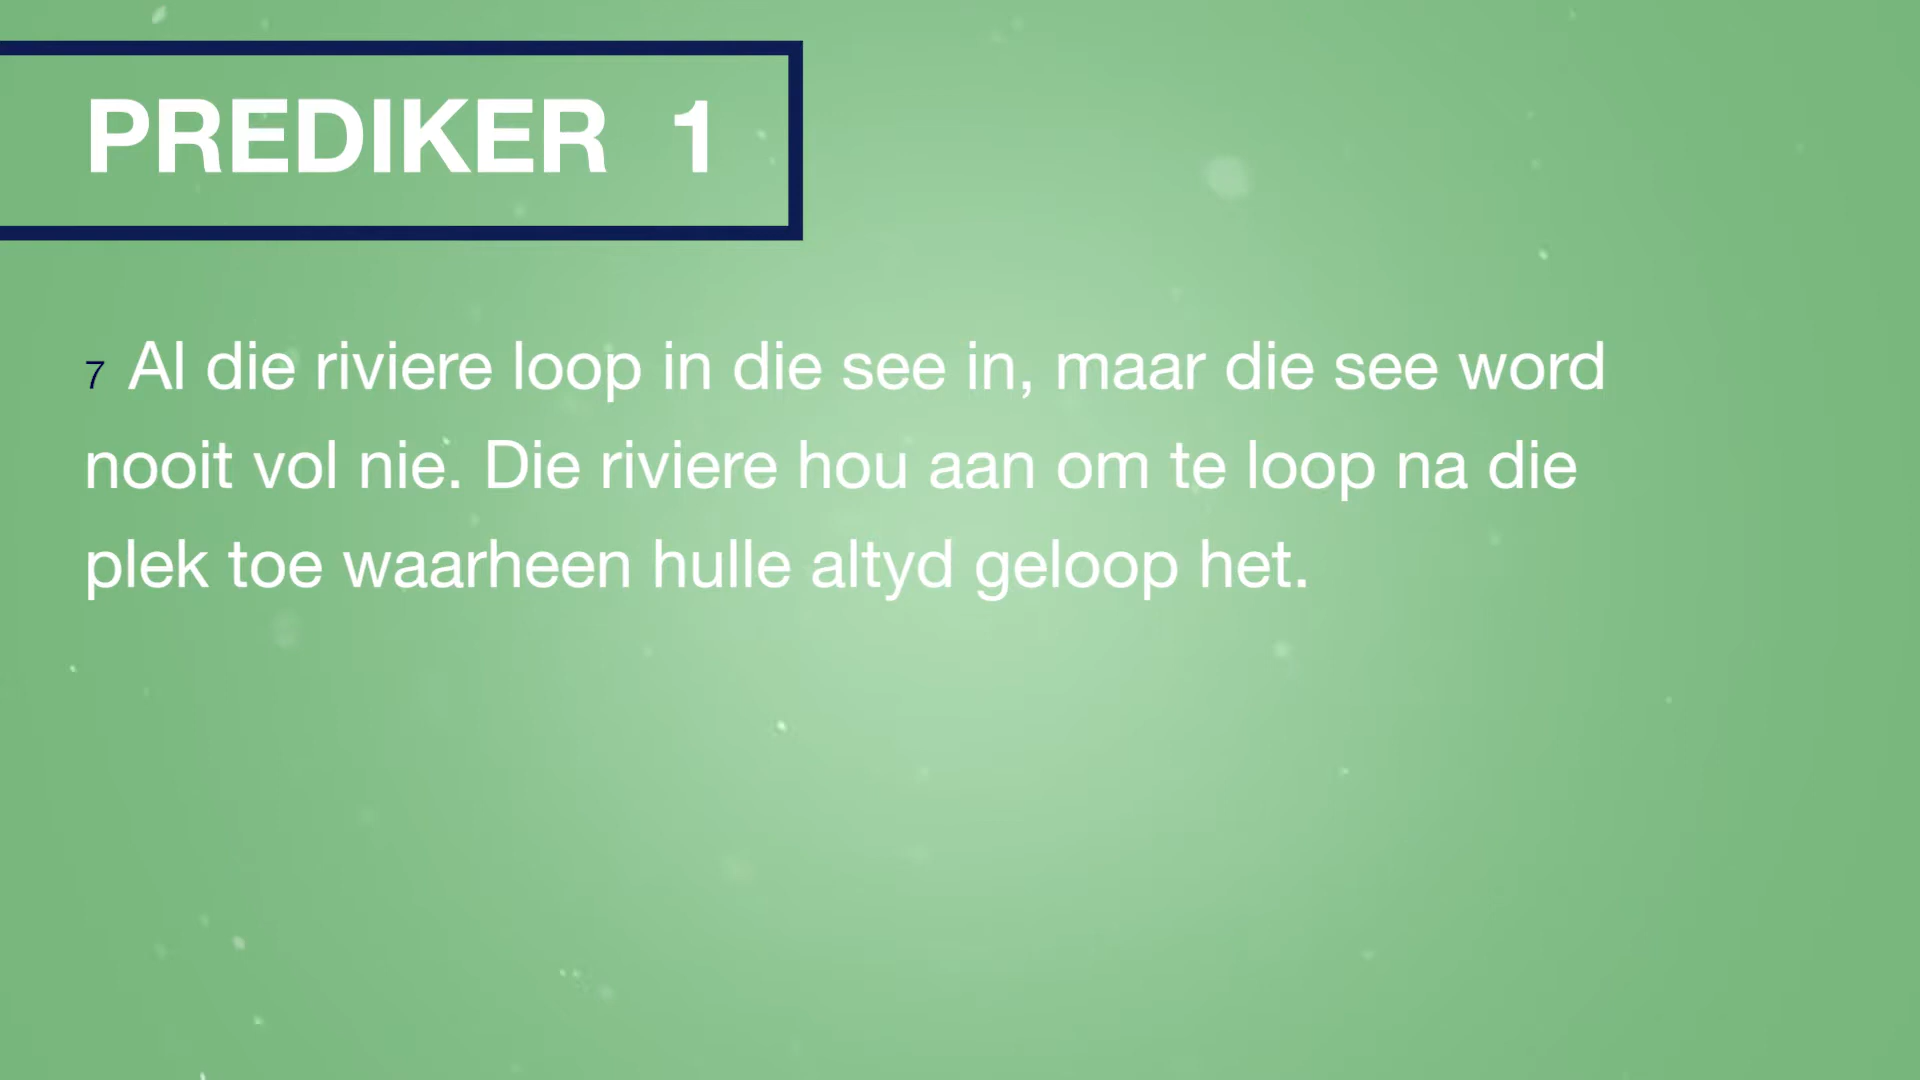 PREDIKER 1
7 Al die riviere loop in die see in, maar die see word
nooit vol nie. Die riviere hou aan om te loop na die
plek toe waarheen hulle altyd geloop het.